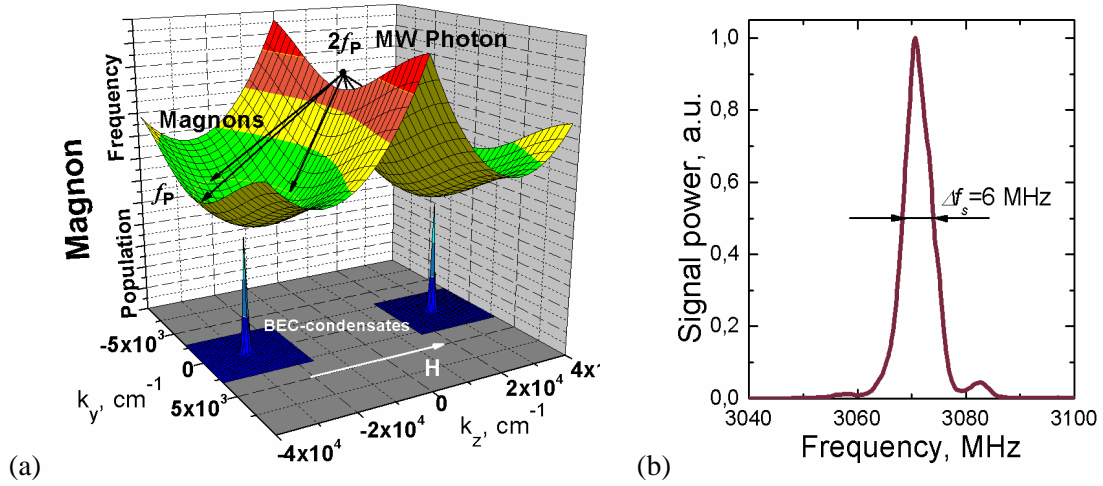 2fP MW Photon
Magnons
fP
Magnon
Frequency
Population
BEC-condensates
H
-5x10³
0
5x10³
ky, cm⁻¹
-4x10⁴
-2x10⁴
0
2x10⁴
4x1
kz, cm⁻¹
(a)
1,0
0,8
0,6
0,4
0,2
0,0
Signal power, a.u.
Δfs=6 MHz
3040
3060
3080
3100
Frequency, MHz
(b)